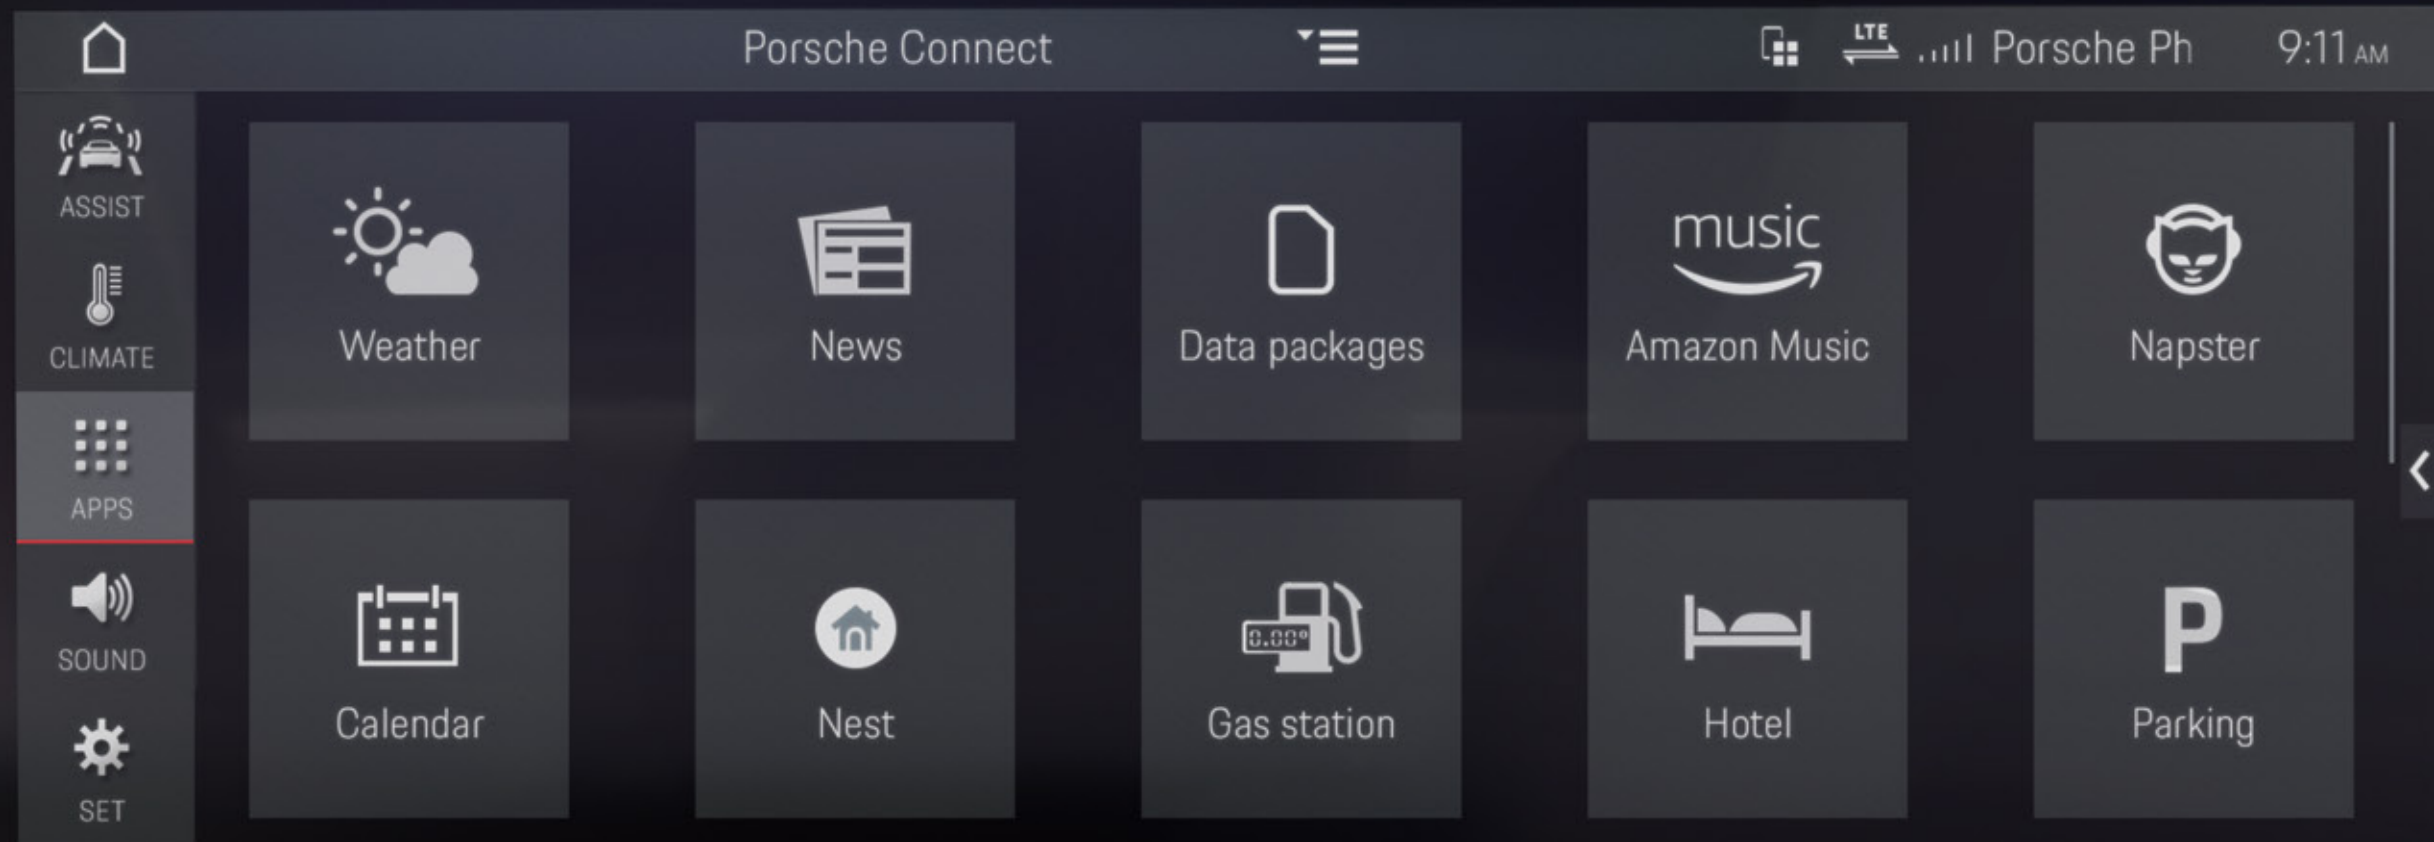 Porsche Connect
LTE
Porsche Ph
9:11 AM
ASSIST
CLIMATE
APPS
SOUND
SET
Weather
News
Data packages
music
Amazon Music
Napster
Calendar
Nest
0.00°
Gas station
Hotel
P
Parking